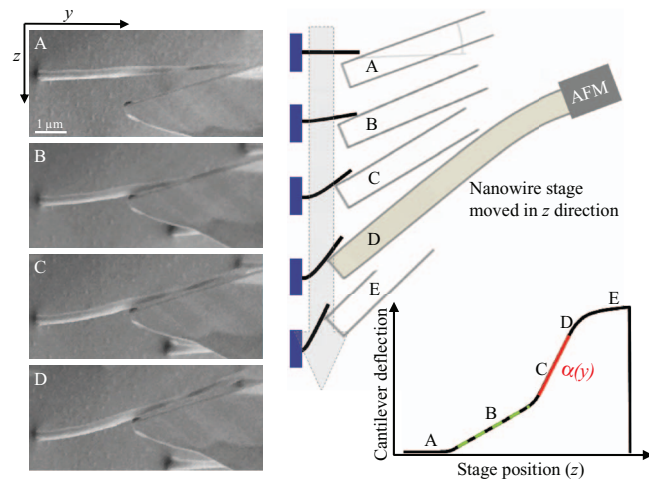 y
z
A
1 µm
B
C
D
A
B
C
D
E
AFM
Nanowire stage
moved in z direction
Cantilever deflection
A
B
C
D
E
α(y)
Stage position (z)